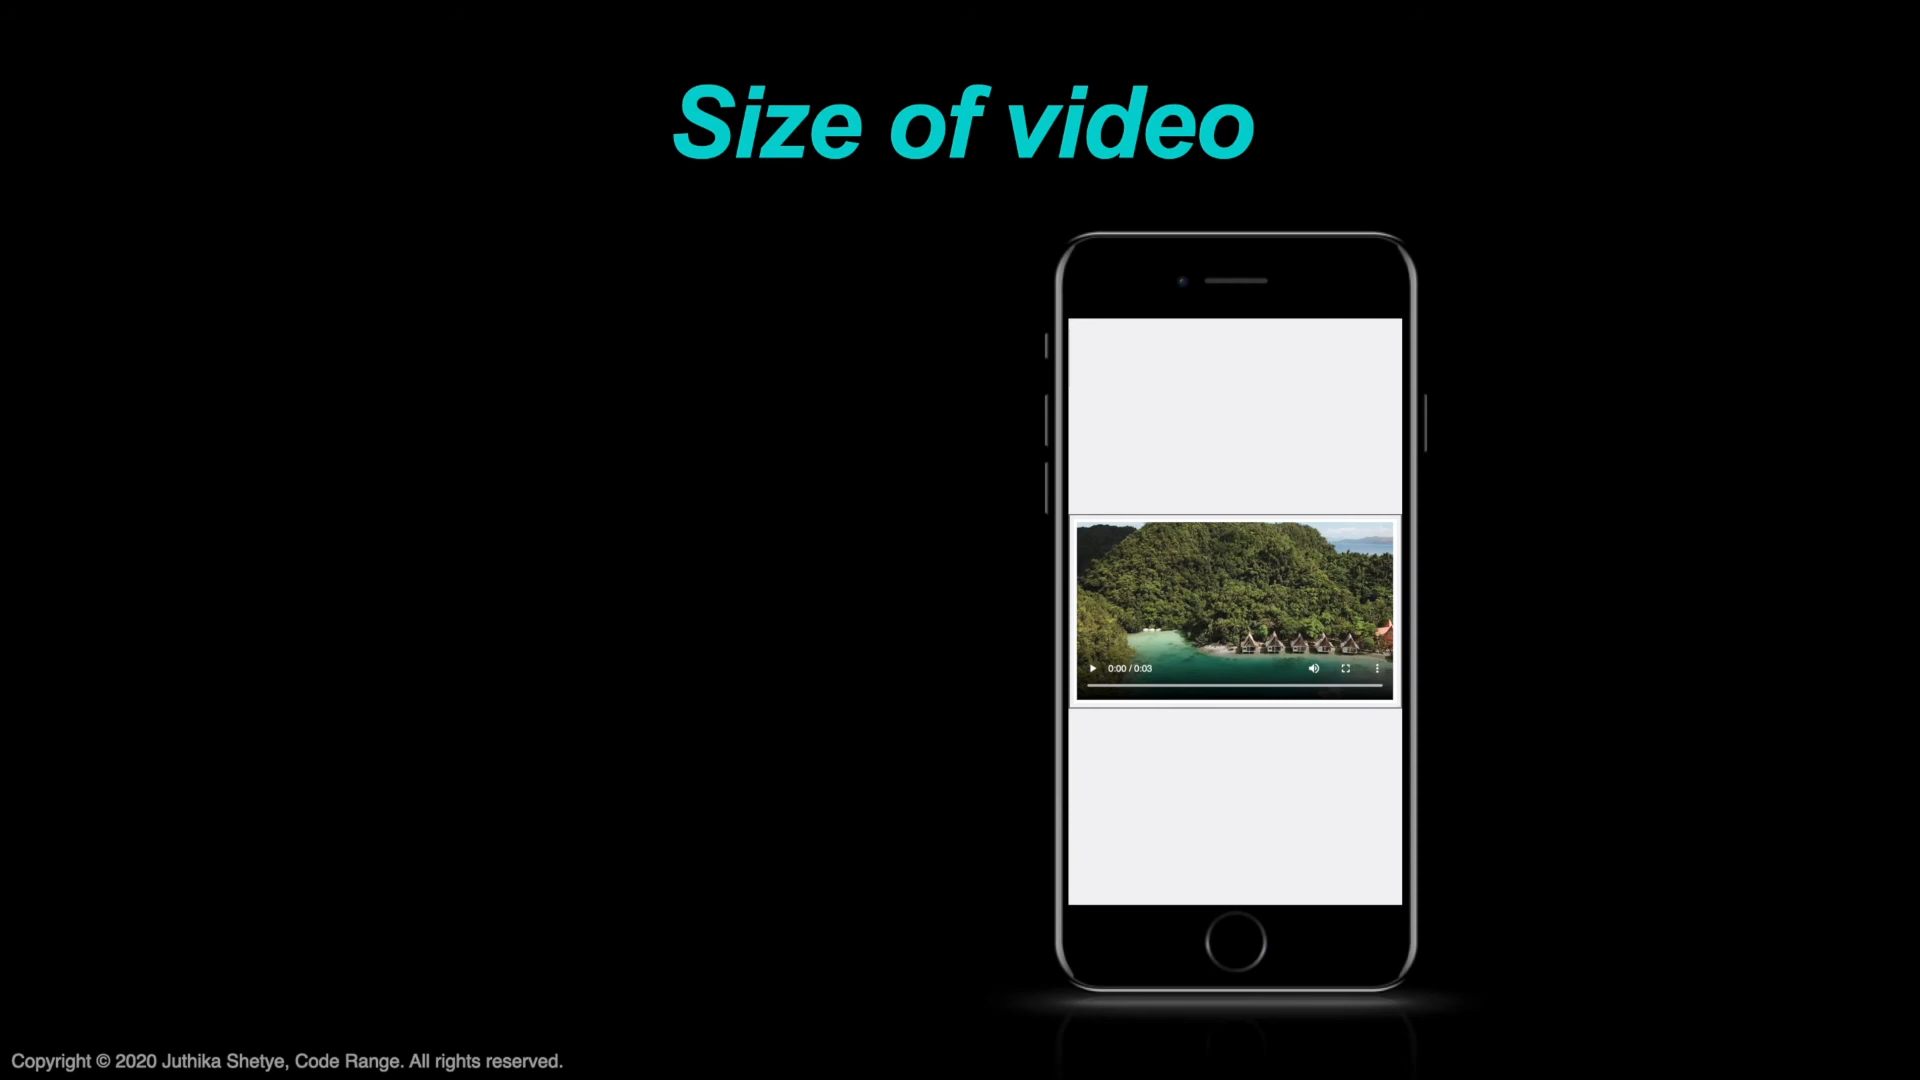 Size of video
0:00 / 0:03
Copyright © 2020 Juthika Shetye, Code Range. All rights reserved.